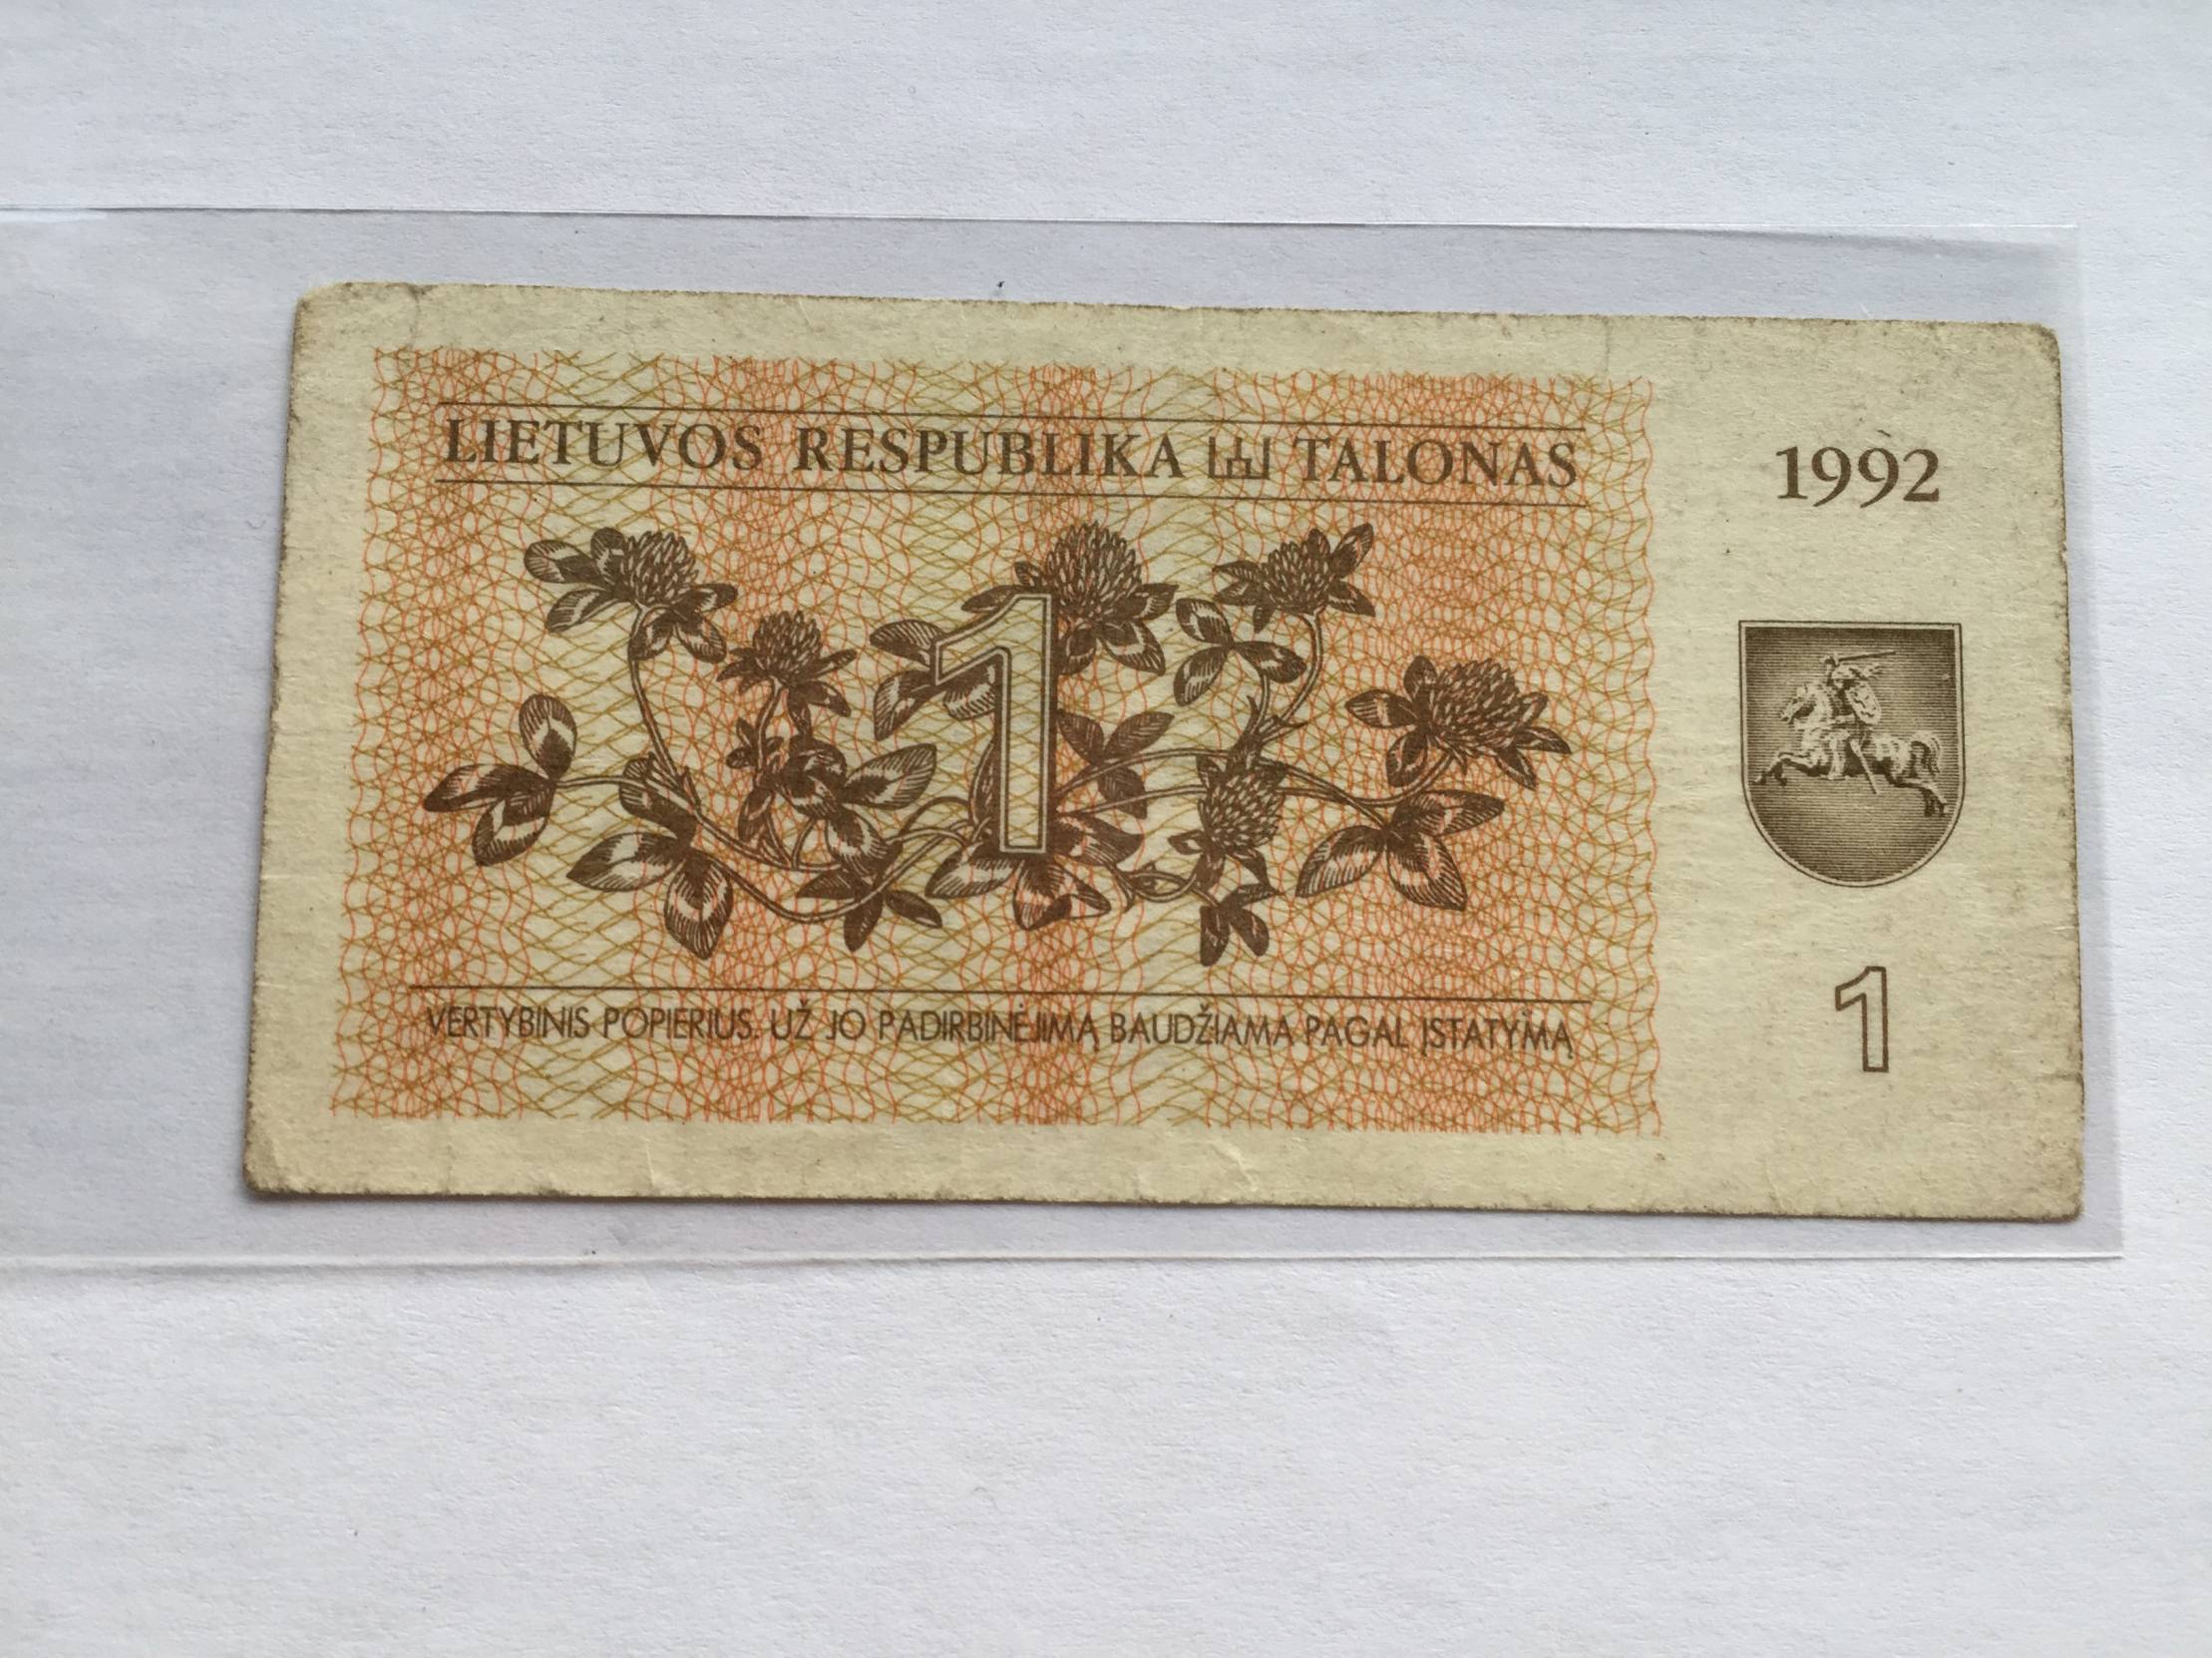 LIETUVOS RESPUBLIKA TALONAS
1992
1
VERTYBINIS POPIERIUS. UŽ JO PADIRBINĖJIMĄ BAUDŽIAMA PAGAL ĮSTATYMĄ
1